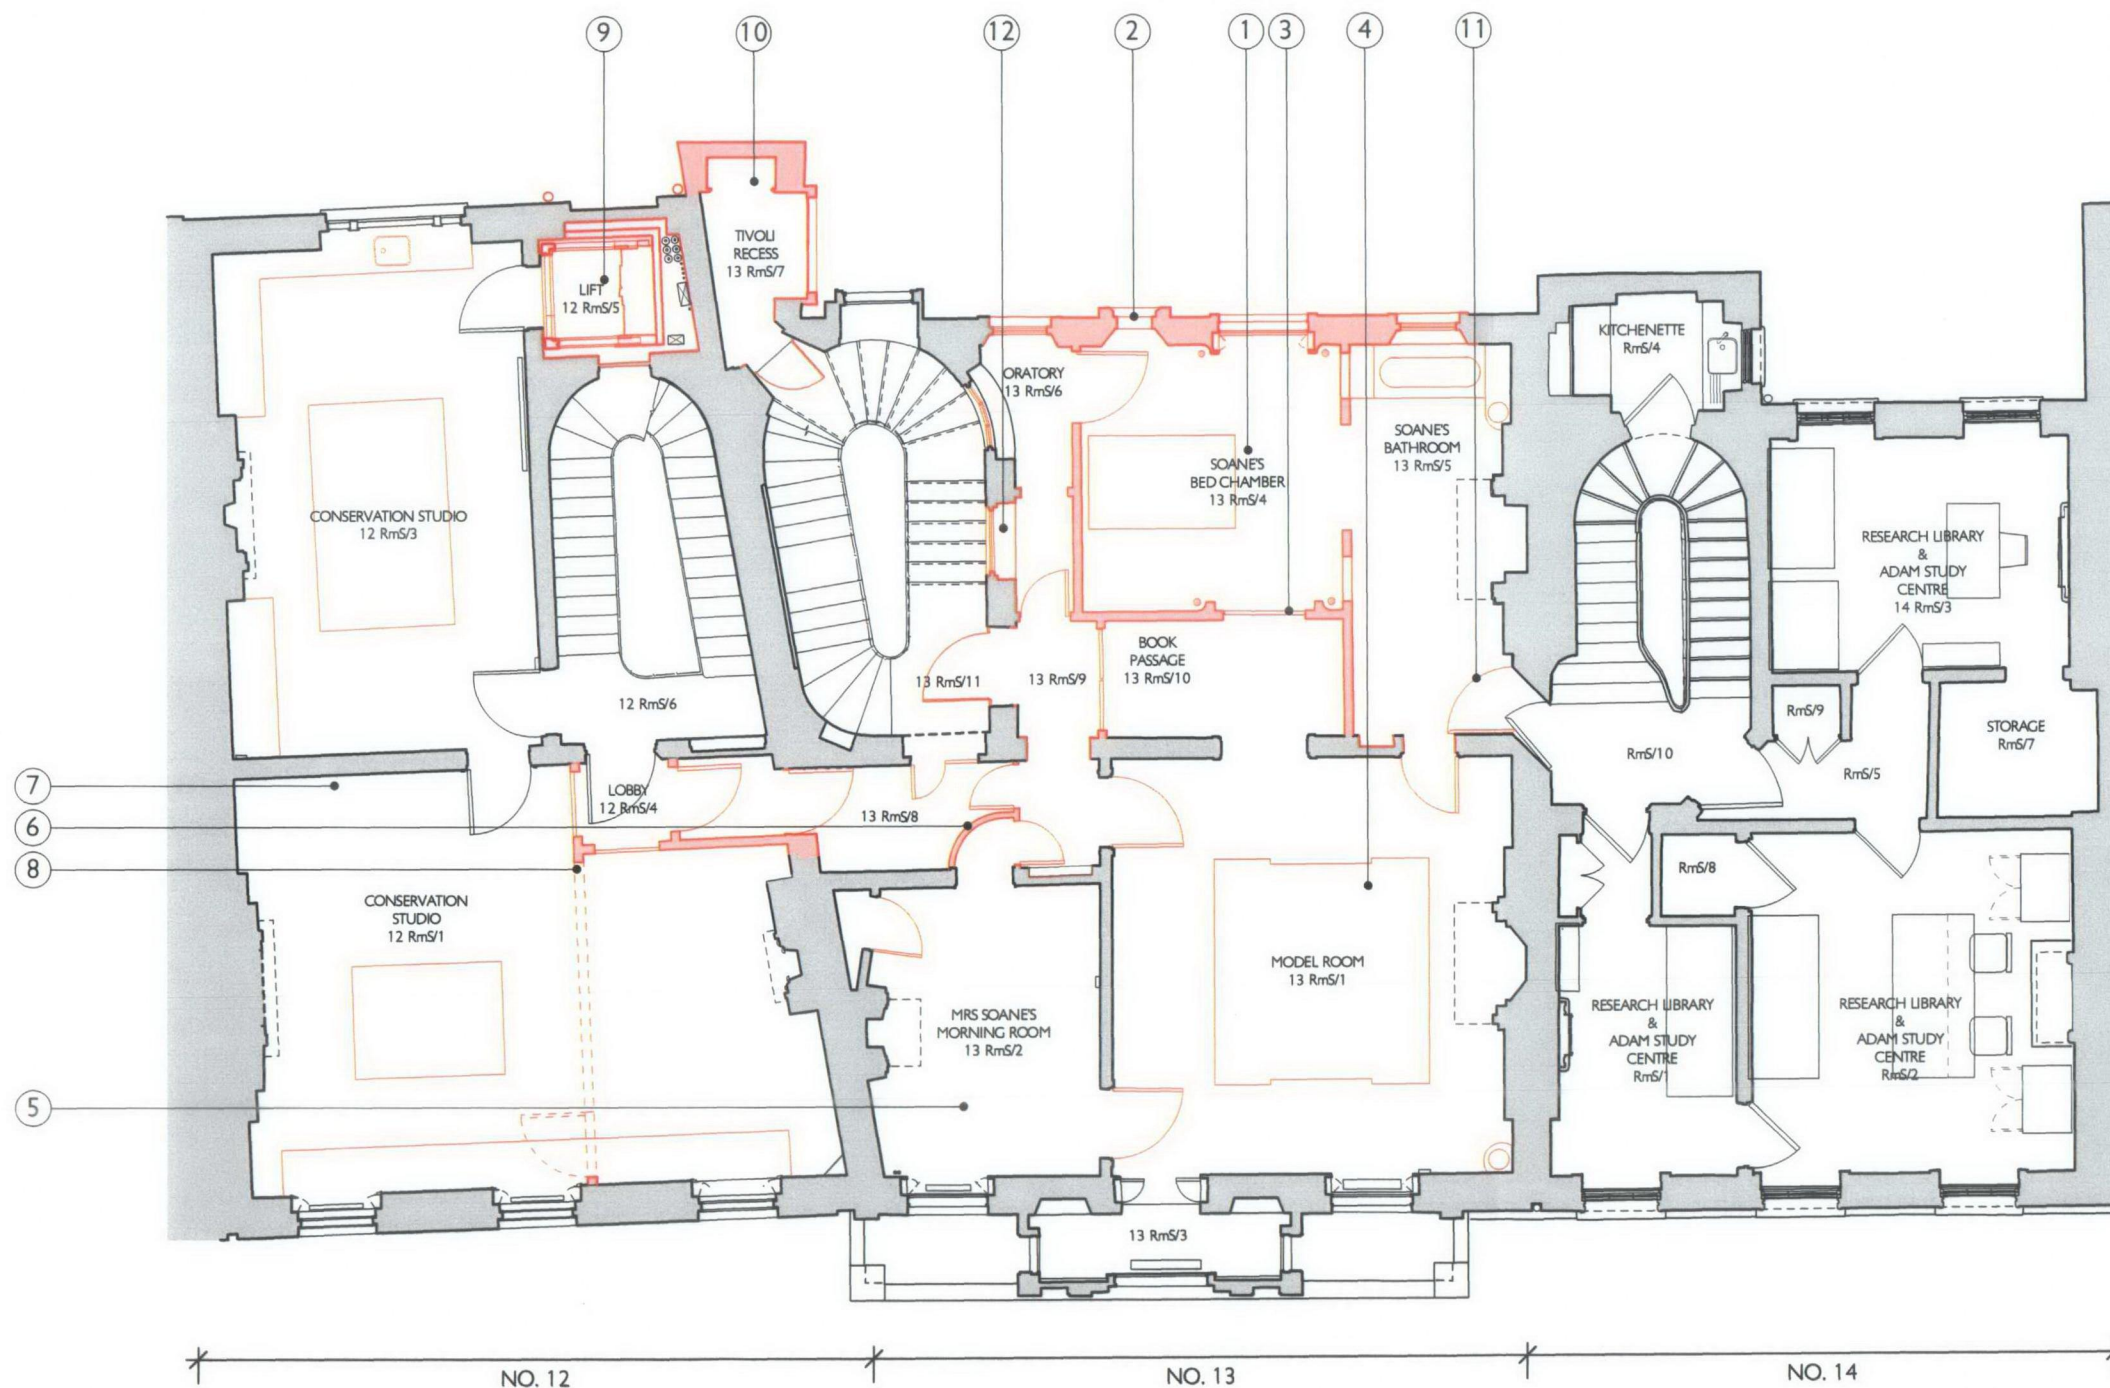 9
10
12
2
1
3
4
11
TIVOLI
RECESS
13 RmS/7
LIFT
12 RmS/5
KITCHENETTE
RmS/4
ORATORY
13 RmS/6
SOANE'S
BATHROOM
13 RmS/5
SOANE'S
BED CHAMBER
13 RmS/4
CONSERVATION STUDIO
12 RmS/3
RESEARCH LIBRARY
&
ADAM STUDY
CENTRE
14 RmS/3
BOOK
PASSAGE
13 RmS/10
13 RmS/11
13 RmS/9
12 RmS/6
RmS/9
STORAGE
RmS/7
RmS/10
RmS/5
7
LOBBY
12 RmS/4
13 RmS/8
6
8
RmS/8
CONSERVATION
STUDIO
12 RmS/1
MODEL ROOM
13 RmS/1
MRS SOANE'S
MORNING ROOM
13 RmS/2
RESEARCH LIBRARY
&
ADAM STUDY
CENTRE
RmS/1
RESEARCH LIBRARY
&
ADAM STUDY
CENTRE
RmS/2
5
13 RmS/3
NO. 12
NO. 13
NO. 14